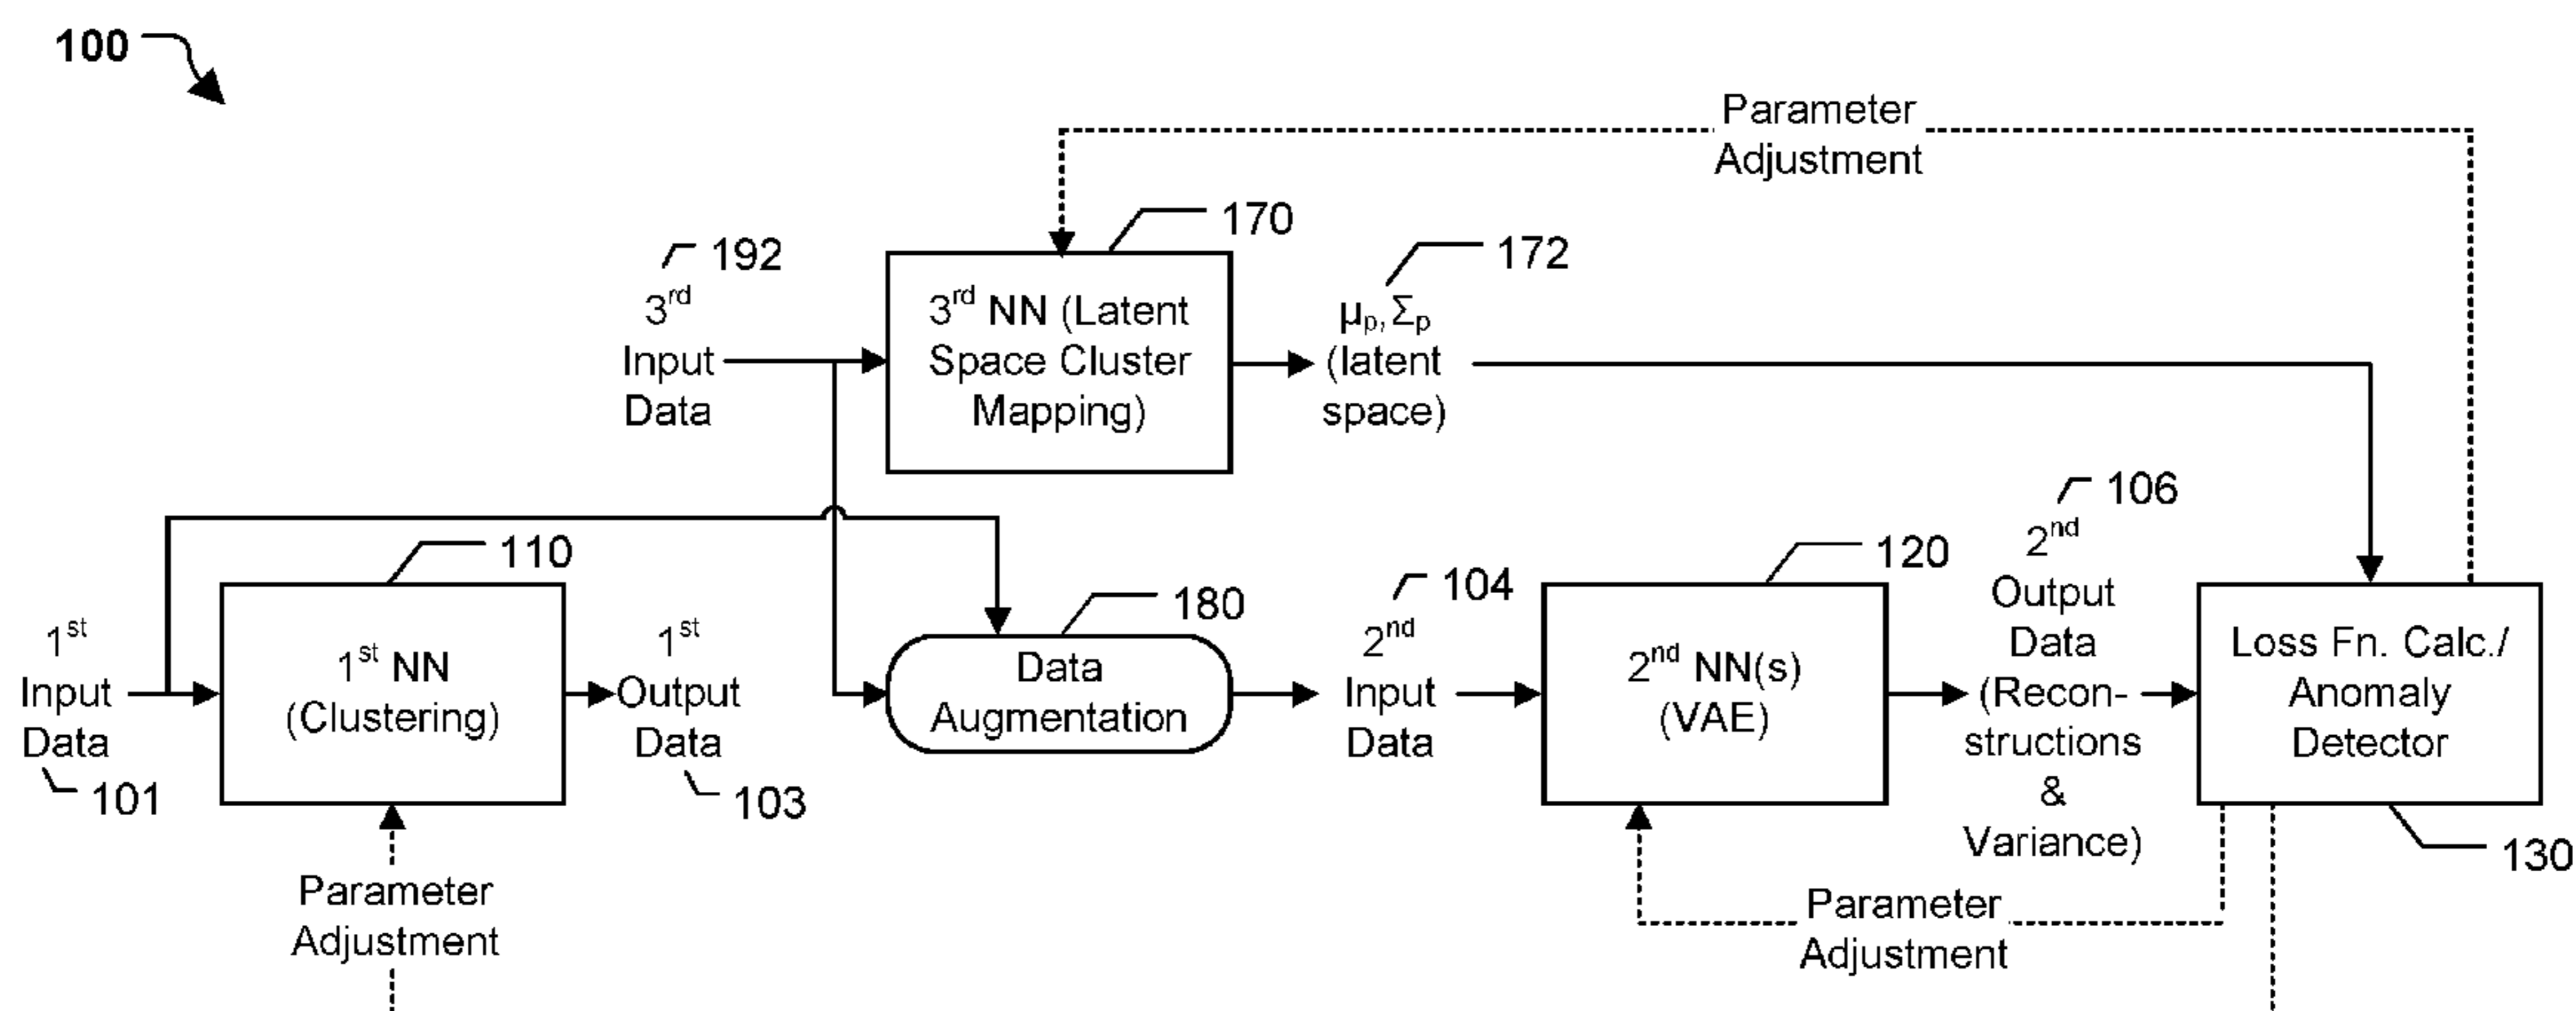 100
Parameter
Adjustment
192
3rd
Input
Data
170
3rd NN (Latent
Space Cluster
Mapping)
172
μp, Σp
(latent
space)
1st
Input
Data
101
110
1st NN
(Clustering)
1st
Output
Data
103
180
Data
Augmentation
104
2nd
Input
Data
120
2nd NN(s)
(VAE)
106
2nd
Output
Data
(Recon-
structions
&
Variance)
Loss Fn. Calc./
Anomaly
Detector
130
Parameter
Adjustment
Parameter
Adjustment